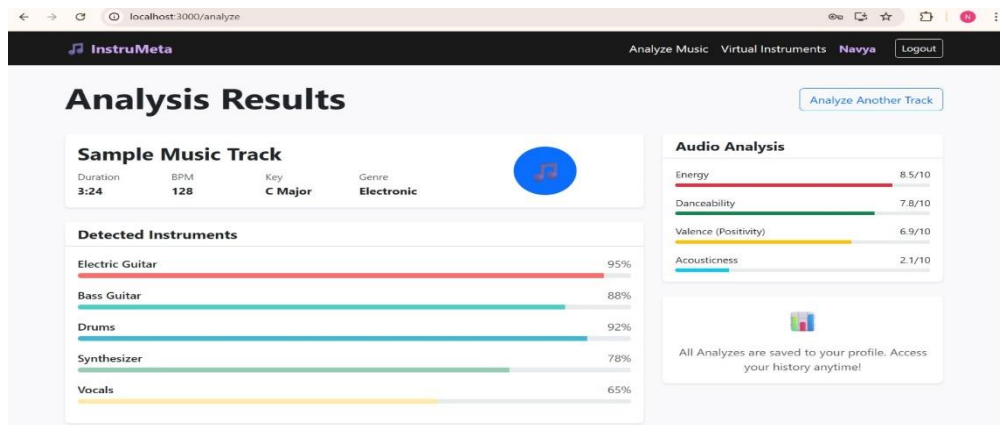 localhost:3000/analyze
N
InstruMeta
Analyze Music Virtual Instruments Navya Logout
Analysis Results
Analyze Another Track
Sample Music Track
Duration BPM Key Genre
3:24 128 C Major Electronic
Detected Instruments
Electric Guitar 95%
Bass Guitar 88%
Drums 92%
Synthesizer 78%
Vocals 65%
Audio Analysis
Energy 8.5/10
Danceability 7.8/10
Valence (Positivity) 6.9/10
Acousticness 2.1/10
All Analyzes are saved to your profile. Access
your history anytime!